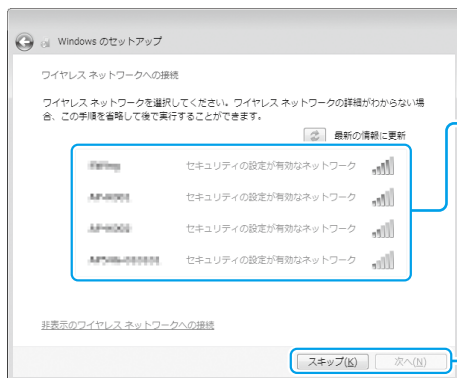 Windows のセットアップ
ワイヤレス ネットワークへの接続
ワイヤレス ネットワークを選択してください。ワイヤレス ネットワークの詳細がわからない場
合、この手順を省略して後で実行することができます。
最新の情報に更新
セキュリティの設定が有効なネットワーク
セキュリティの設定が有効なネットワーク
セキュリティの設定が有効なネットワーク
セキュリティの設定が有効なネットワーク
非表示のワイヤレス ネットワークへの接続
スキップ(K) 次へ(N)